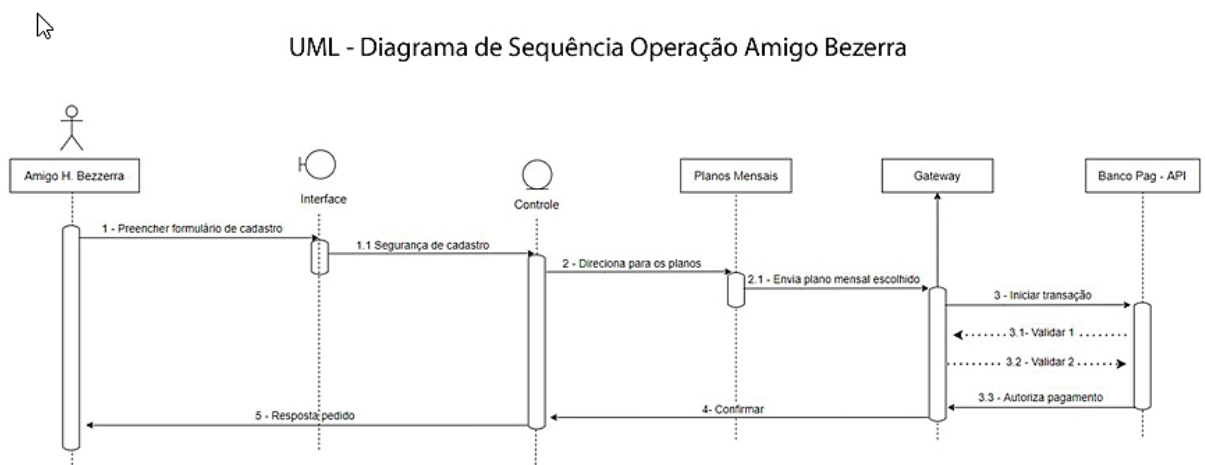 UML - Diagrama de Sequência Operação Amigo Bezerra
Amigo H. Bezzerra
Interface
Controle
Planos Mensais
Gateway
Banco Pag - API
1 - Preencher formulário de cadastro
1.1 Segurança de cadastro
2 - Direciona para os planos
2.1 - Envia plano mensal escolhido
3 - Iniciar transação
3.1- Validar 1
3.2 - Validar 2
3.3 - Autoriza pagamento
4- Confirmar
5 - Resposta pedido